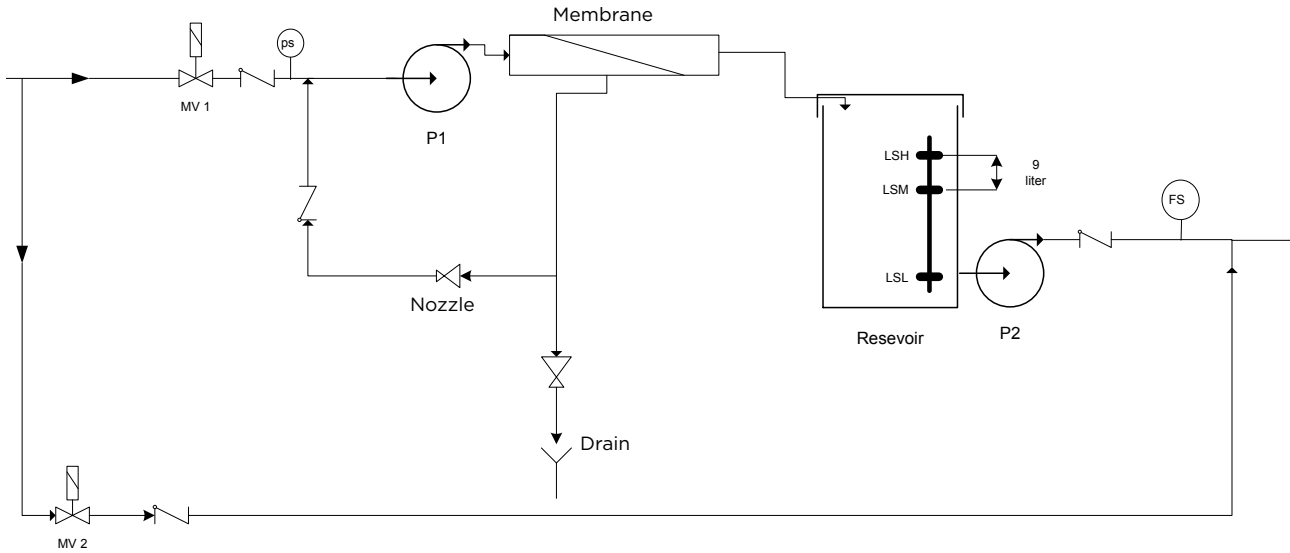 Membrane
ps
MV 1
P1
LSH
LSM
9
liter
FS
LSL
Nozzle
Resevoir
P2
Drain
MV 2